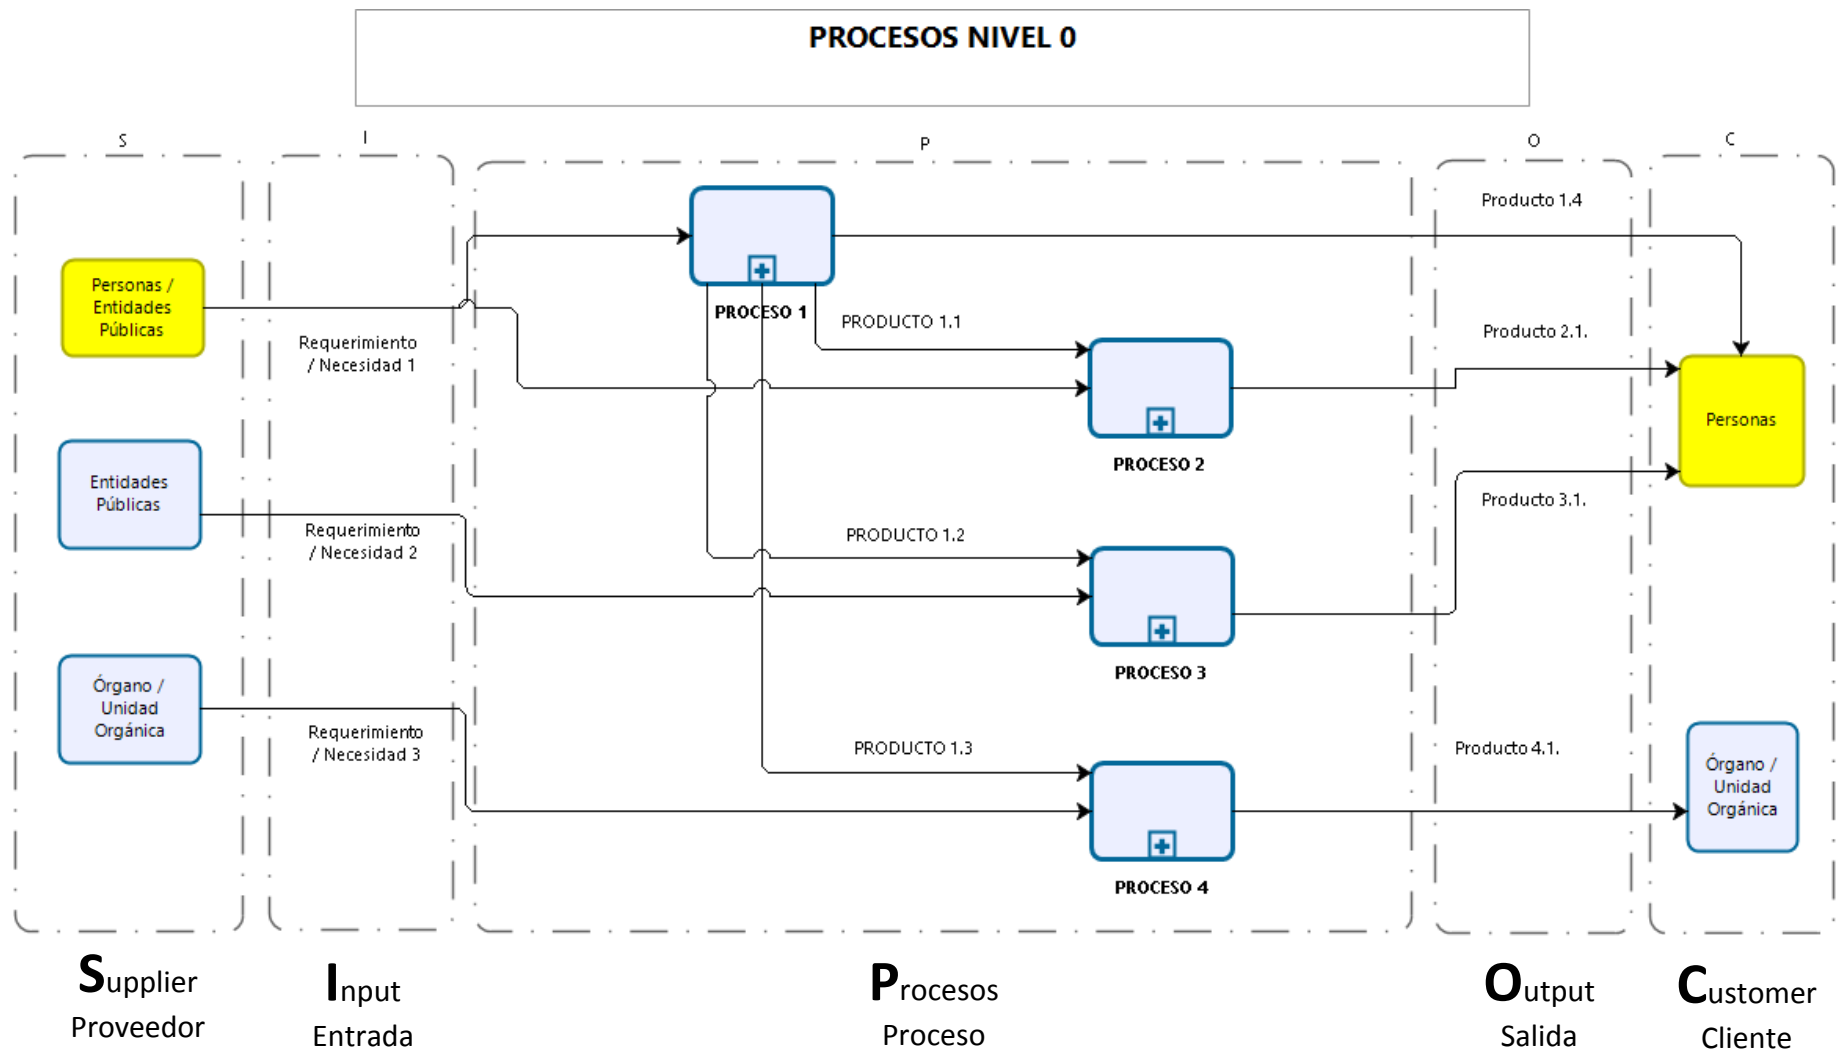 PROCESOS NIVEL 0
S
I
P
O
C
Personas /
Entidades
Públicas
Entidades
Públicas
Órgano /
Unidad
Orgánica
Requerimiento
/ Necesidad 1
Requerimiento
/ Necesidad 2
Requerimiento
/ Necesidad 3
PROCESO 1
PRODUCTO 1.1
PROCESO 2
PRODUCTO 1.2
PROCESO 3
PRODUCTO 1.3
PROCESO 4
Producto 1.4
Producto 2.1.
Producto 3.1.
Producto 4.1.
Personas
Órgano /
Unidad
Orgánica
Supplier
Proveedor
Input
Entrada
Procesos
Proceso
Output
Salida
Customer
Cliente